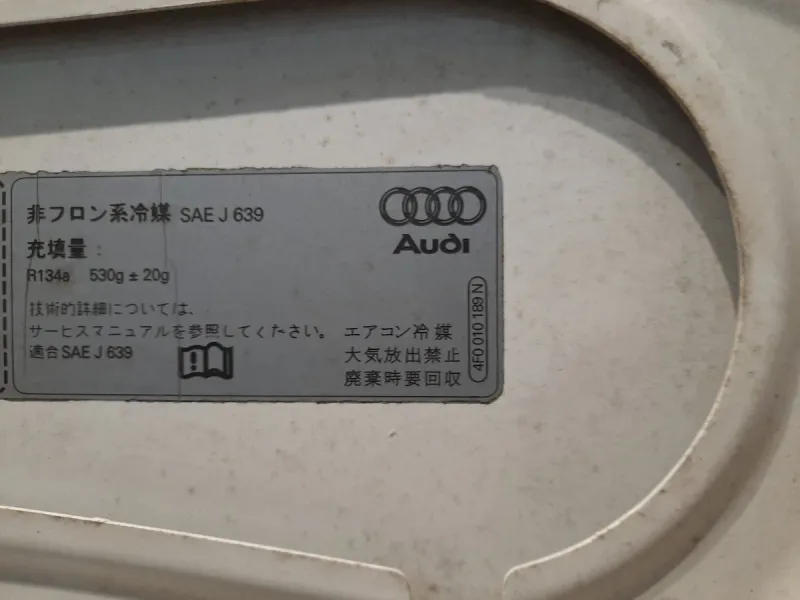 非フロン系冷媒 SAE J 639
充填量:
R134a 530g ± 20g
技術的詳細については、
サービスマニュアルを参照してください。
適合 SAE J 639
Audi
エアコン冷媒
大気放出禁止
廃棄時要回収
4F0 010 189 N